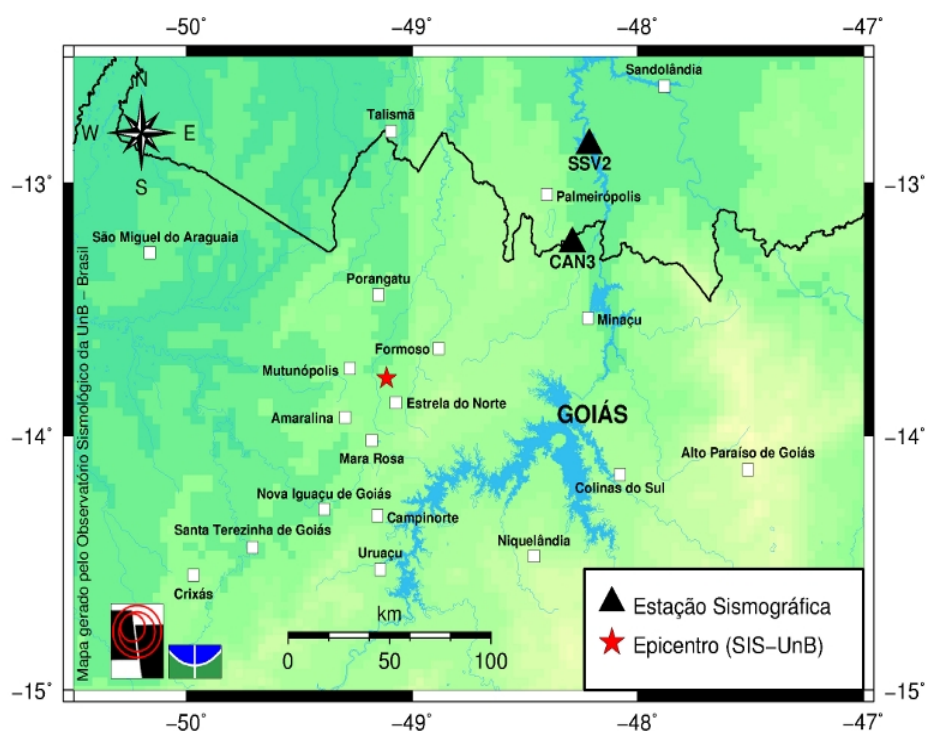 −50° −49° −48° −47°
Sandolândia
N
Talismã
W E
SSV2
S
−13° −13°
Palmeirópolis
São Miguel do Araguaia
CAN3
Porangatu
Minaçu
Formoso
Mutunópolis
Estrela do Norte
Amaralina
GOIÁS
−14° −14°
Mara Rosa
Alto Paraíso de Goiás
Colinas do Sul
Nova Iguaçu de Goiás
Campinorte
Santa Terezinha de Goiás
Niquelândia
Uruaçu
Crixás
km
0 50 100
Estação Sismográfica
Epicentro (SIS−UnB)
Mapa gerado pelo Observatório Sismológico da UnB − Brasil
−15° −15°
−50° −49° −48° −47°